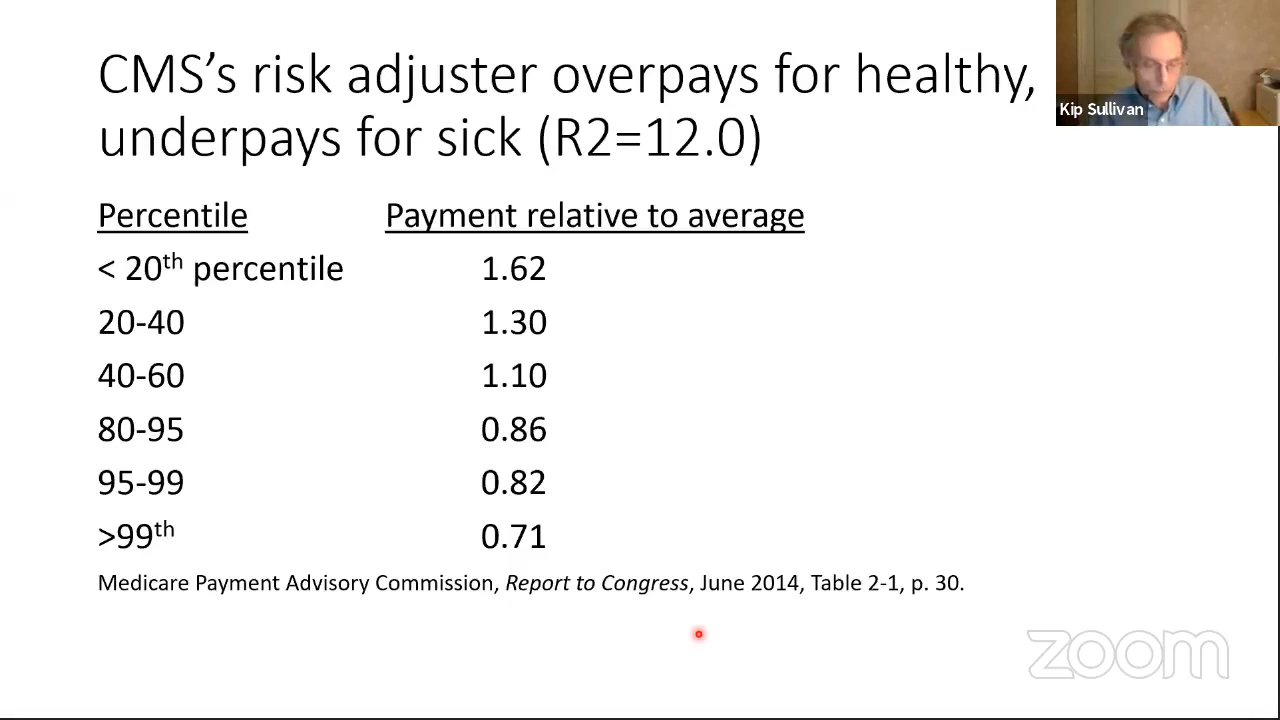 CMS’s risk adjuster overpays for healthy,
underpays for sick (R2=12.0)
Kip Sullivan
Percentile Payment relative to average
< 20th percentile 1.62
20-40 1.30
40-60 1.10
80-95 0.86
95-99 0.82
>99th 0.71
Medicare Payment Advisory Commission, Report to Congress, June 2014, Table 2-1, p. 30.
zoom